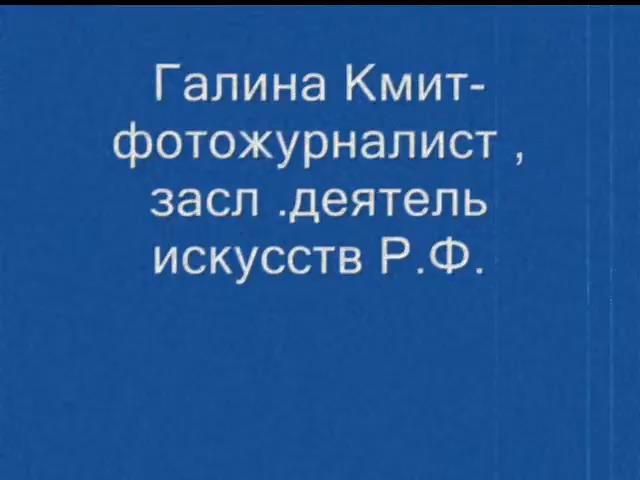 Галина Кмит-
фотожурналист ,
засл .деятель
искусств Р.Ф.